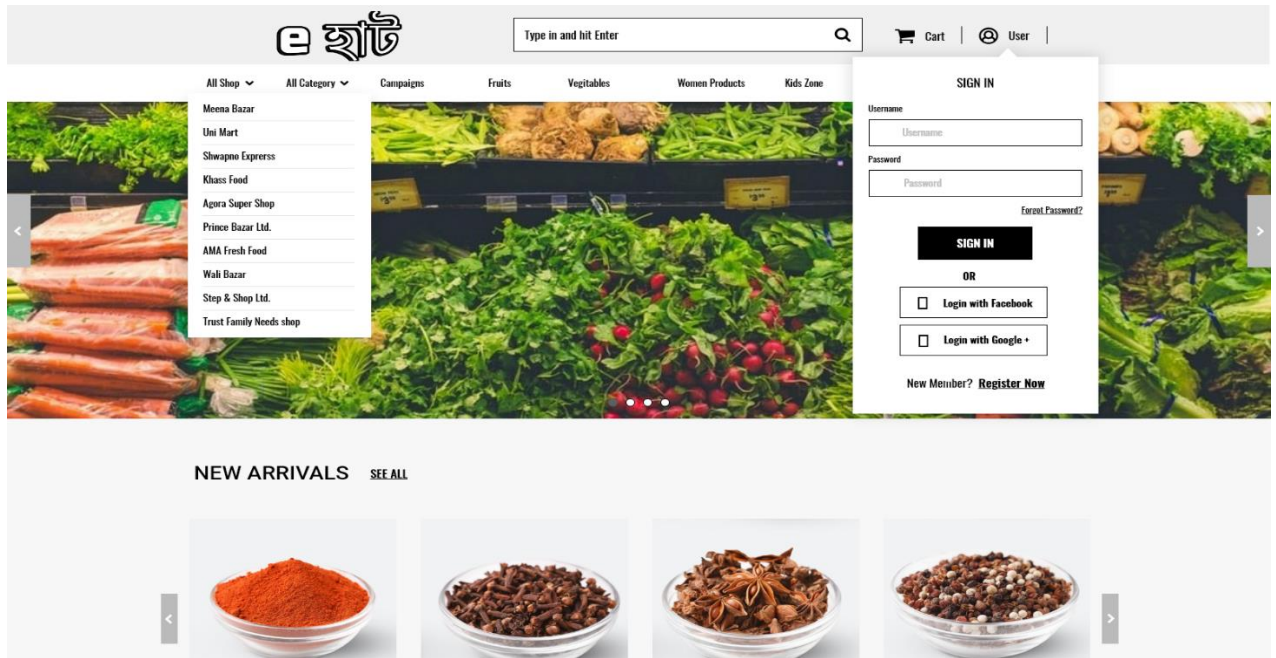 e হাট
Type in and hit Enter
Cart
User
All Shop
All Category
Campaigns
Fruits
Vegitables
Women Products
Kids Zone
Meena Bazar
Uni Mart
Shwapno Exprerss
Khass Food
Agora Super Shop
Prince Bazar Ltd.
AMA Fresh Food
Wali Bazar
Step & Shop Ltd.
Trust Family Needs shop
SIGN IN
Username
Username
Password
Password
Forgot Password?
SIGN IN
OR
Login with Facebook
Login with Google +
New Member? Register Now
NEW ARRIVALS SEE ALL